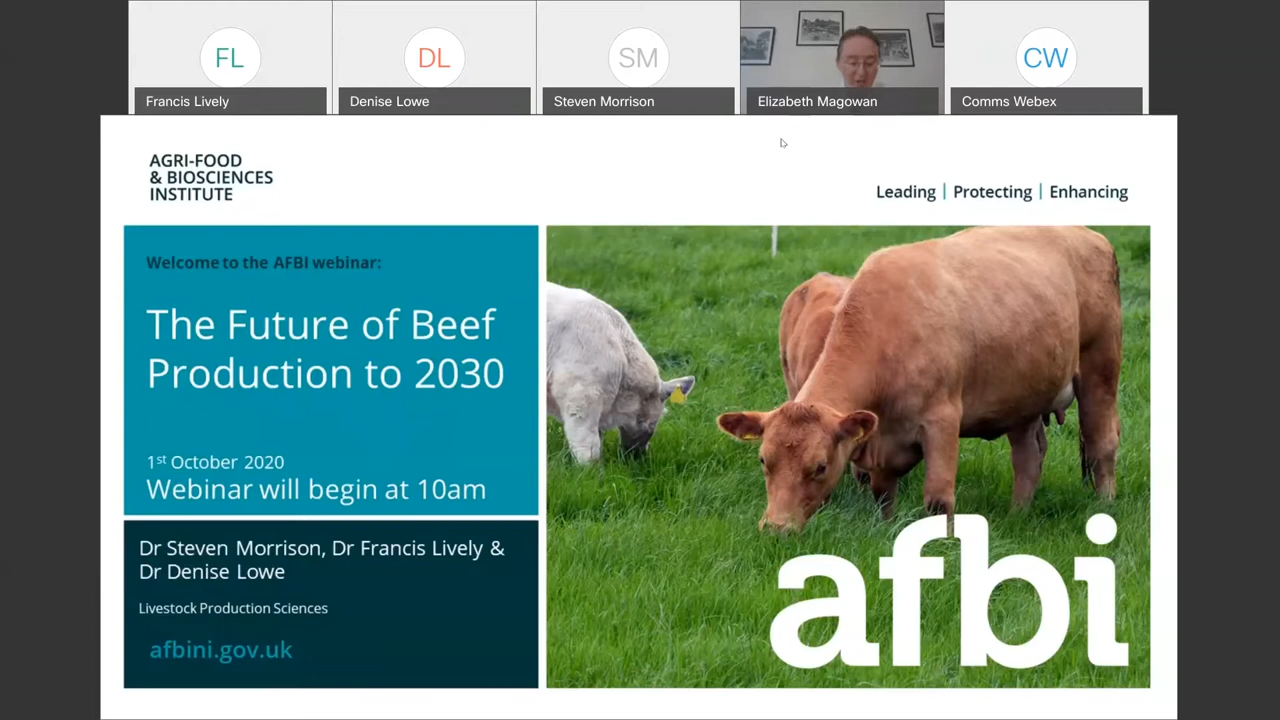 FL
DL
SM
CW
Francis Lively
Denise Lowe
Steven Morrison
Elizabeth Magowan
Comms Webex
AGRI-FOOD
& BIOSCIENCES
INSTITUTE
Leading | Protecting | Enhancing
Welcome to the AFBI webinar:
The Future of Beef
Production to 2030
1st October 2020
Webinar will begin at 10am
Dr Steven Morrison, Dr Francis Lively &
Dr Denise Lowe
Livestock Production Sciences
afbini.gov.uk
afbi